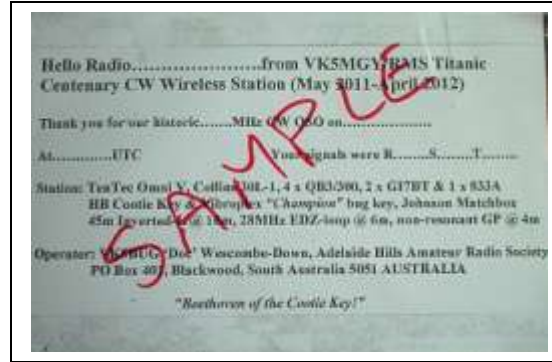 Hello Radio......................from VK5MGY/RMS Titanic
Centenary CW Wireless Station (May 2011-April 2012)
Thank you for our historic.......MHz CW QSO on...................
At.............UTC Your signals were R........S........T........
Station: TenTec Omni V, Collins 30L-1, 4 x QB3/300, 2 x GI7BT & 1 x 833A
HB Cootie Key & Vibroplex "Champion" bug key, Johnson Matchbox
45m Inverted-L @ 28MHz EDZ-loop @ 6m, non-resonant GP @ 4m
Operator: 'Doc' Wescombe-Down, Adelaide Hills Amateur Radio Society
PO Box Blackwood, South Australia 5051 AUSTRALIA
"Beethoven of the Cootie Key!"
SAMPLE